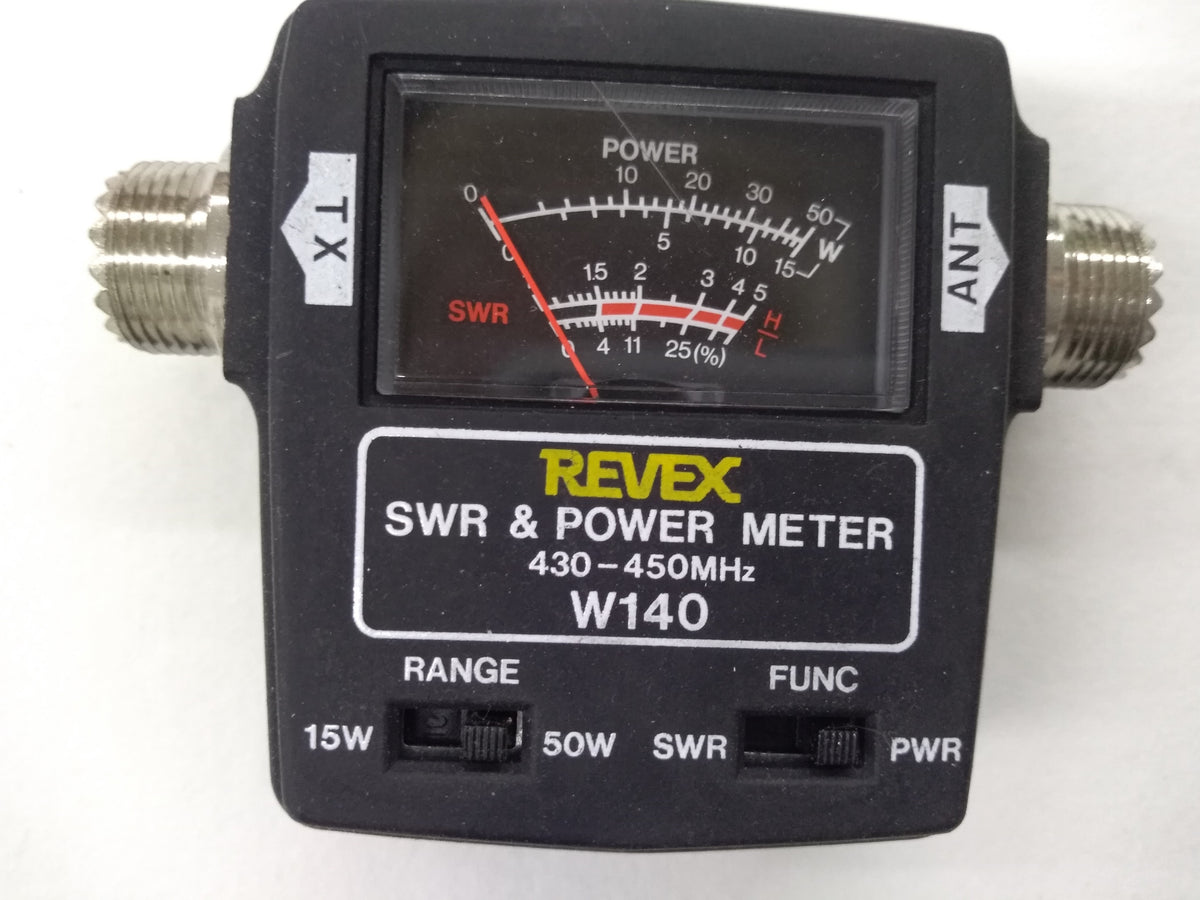 POWER
0 10 20 30 50
W
0 5 10 15
TX
ANT
1.5 2 3 4 5
SWR
H
L
0 4 11 25(%)
REVEX
SWR & POWER METER
430-450MHz
W140
RANGE
FUNC
15W 50W
SWR PWR